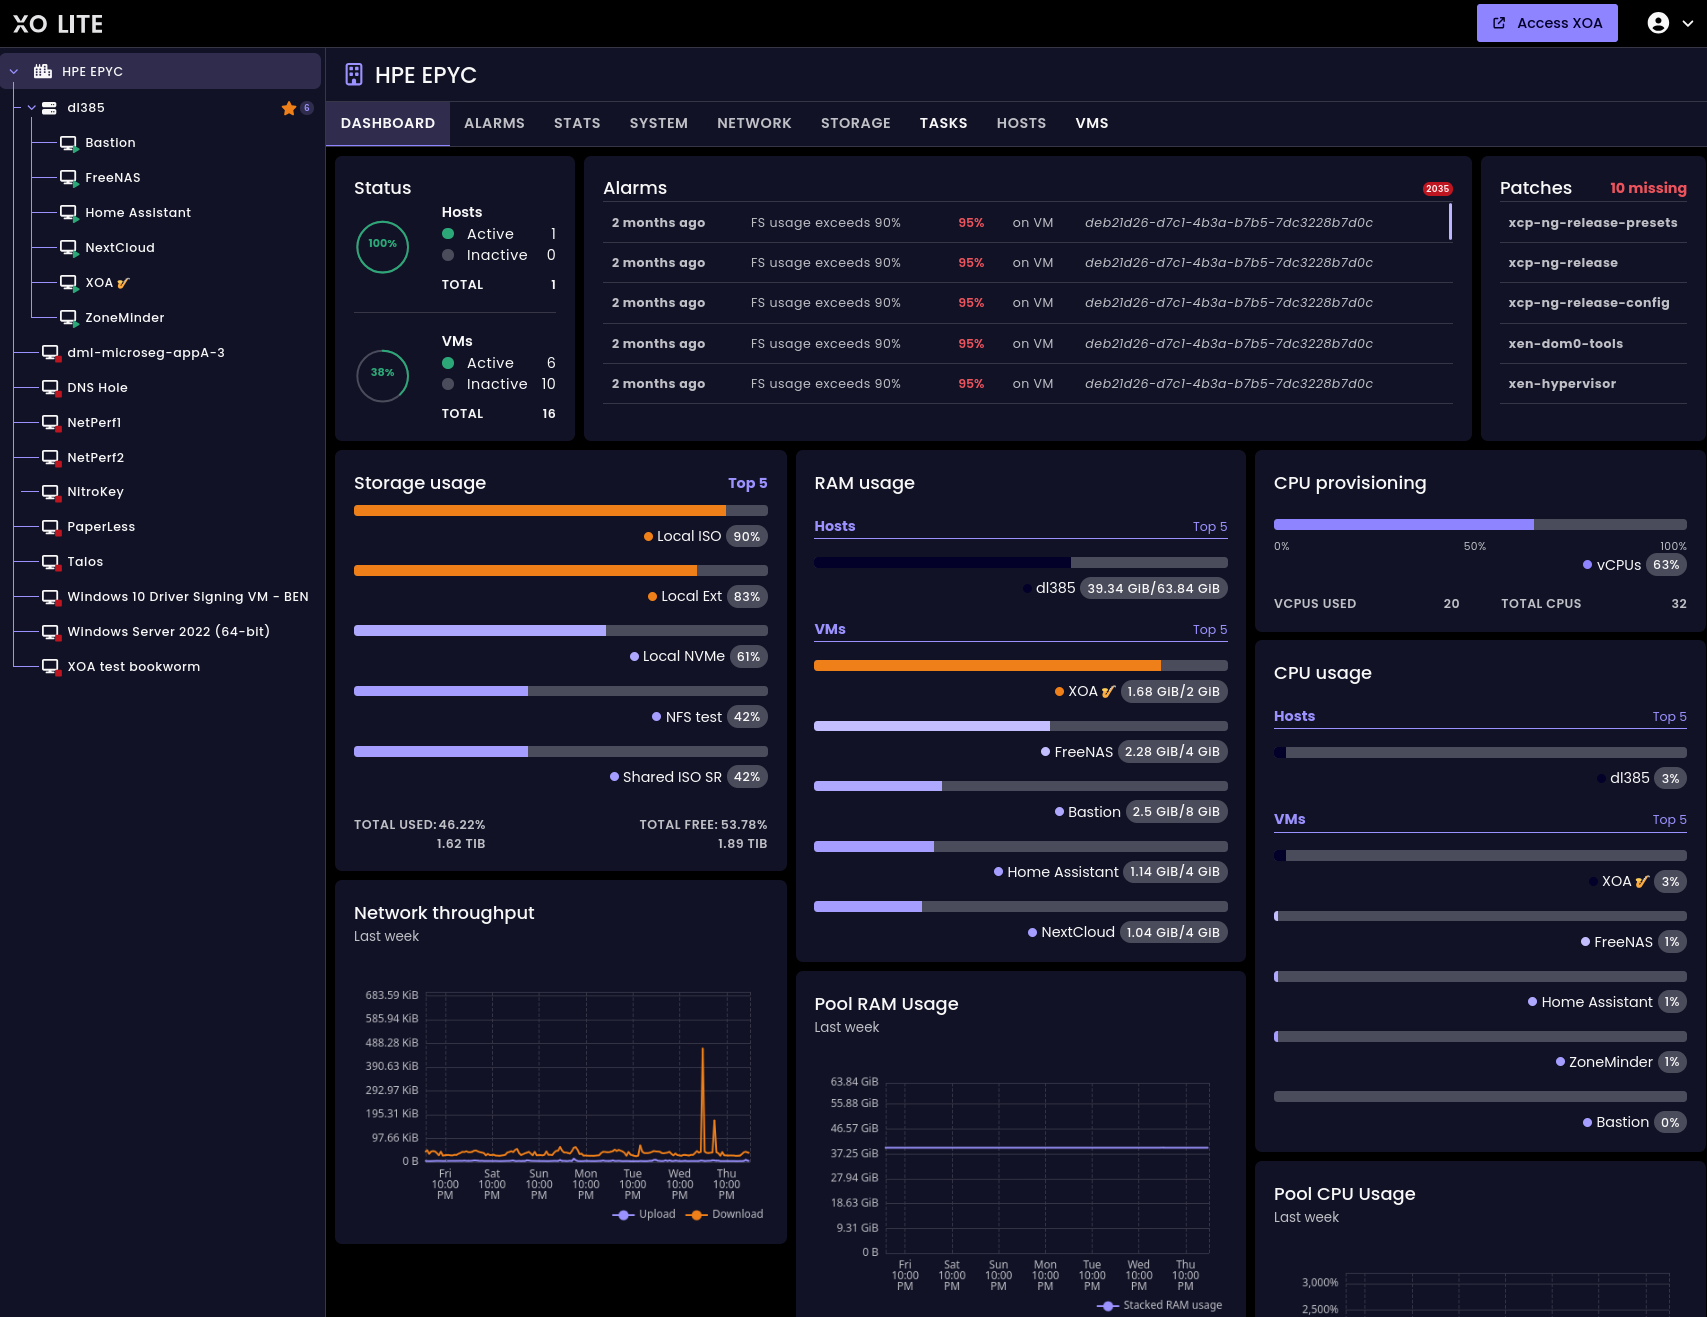 XO LITE
Access XOA
HPE EPYC
dl385
6
Bastion
FreeNAS
Home Assistant
NextCloud
XOA
ZoneMinder
dml-microseg-appA-3
DNS Hole
NetPerf1
NetPerf2
NitroKey
PaperLess
Talos
Windows 10 Driver Signing VM - BEN
Windows Server 2022 (64-bit)
XOA test bookworm
HPE EPYC
DASHBOARD ALARMS STATS SYSTEM NETWORK STORAGE TASKS HOSTS VMS
Status
100%
Hosts
Active 1
Inactive 0
TOTAL 1
38%
VMs
Active 6
Inactive 10
TOTAL 16
Alarms 2035
2 months ago FS usage exceeds 90% 95% on VM deb21d26-d7c1-4b3a-b7b5-7dc3228b7d0c
2 months ago FS usage exceeds 90% 95% on VM deb21d26-d7c1-4b3a-b7b5-7dc3228b7d0c
2 months ago FS usage exceeds 90% 95% on VM deb21d26-d7c1-4b3a-b7b5-7dc3228b7d0c
2 months ago FS usage exceeds 90% 95% on VM deb21d26-d7c1-4b3a-b7b5-7dc3228b7d0c
2 months ago FS usage exceeds 90% 95% on VM deb21d26-d7c1-4b3a-b7b5-7dc3228b7d0c
Patches 10 missing
xcp-ng-release-presets
xcp-ng-release
xcp-ng-release-config
xen-dom0-tools
xen-hypervisor
Storage usage Top 5
Local ISO 90%
Local Ext 83%
Local NVMe 61%
NFS test 42%
Shared ISO SR 42%
TOTAL USED: 46.22% TOTAL FREE: 53.78%
1.62 TIB 1.89 TIB
Network throughput
Last week
683.59 KiB
585.94 KiB
488.28 KiB
390.63 KiB
292.97 KiB
195.31 KiB
97.66 KiB
0 B
Fri Sat Sun Mon Tue Wed Thu
10:00 10:00 10:00 10:00 10:00 10:00 10:00
PM PM PM PM PM PM PM
Upload Download
RAM usage
Hosts Top 5
dl385 39.34 GIB/63.84 GIB
VMs Top 5
XOA 1.68 GIB/2 GIB
FreeNAS 2.28 GIB/4 GIB
Bastion 2.5 GIB/8 GIB
Home Assistant 1.14 GIB/4 GIB
NextCloud 1.04 GIB/4 GIB
Pool RAM Usage
Last week
63.84 GiB
55.88 GiB
46.57 GiB
37.25 GiB
27.94 GiB
18.63 GiB
9.31 GiB
0 B
Fri Sat Sun Mon Tue Wed Thu
10:00 10:00 10:00 10:00 10:00 10:00 10:00
PM PM PM PM PM PM PM
Stacked RAM usage
CPU provisioning
0% 50% 100%
vCPUs 63%
VCPUS USED 20 TOTAL CPUS 32
CPU usage
Hosts Top 5
dl385 3%
VMs Top 5
XOA 3%
FreeNAS 1%
Home Assistant 1%
ZoneMinder 1%
Bastion 0%
Pool CPU Usage
Last week
3,000%
2,500%